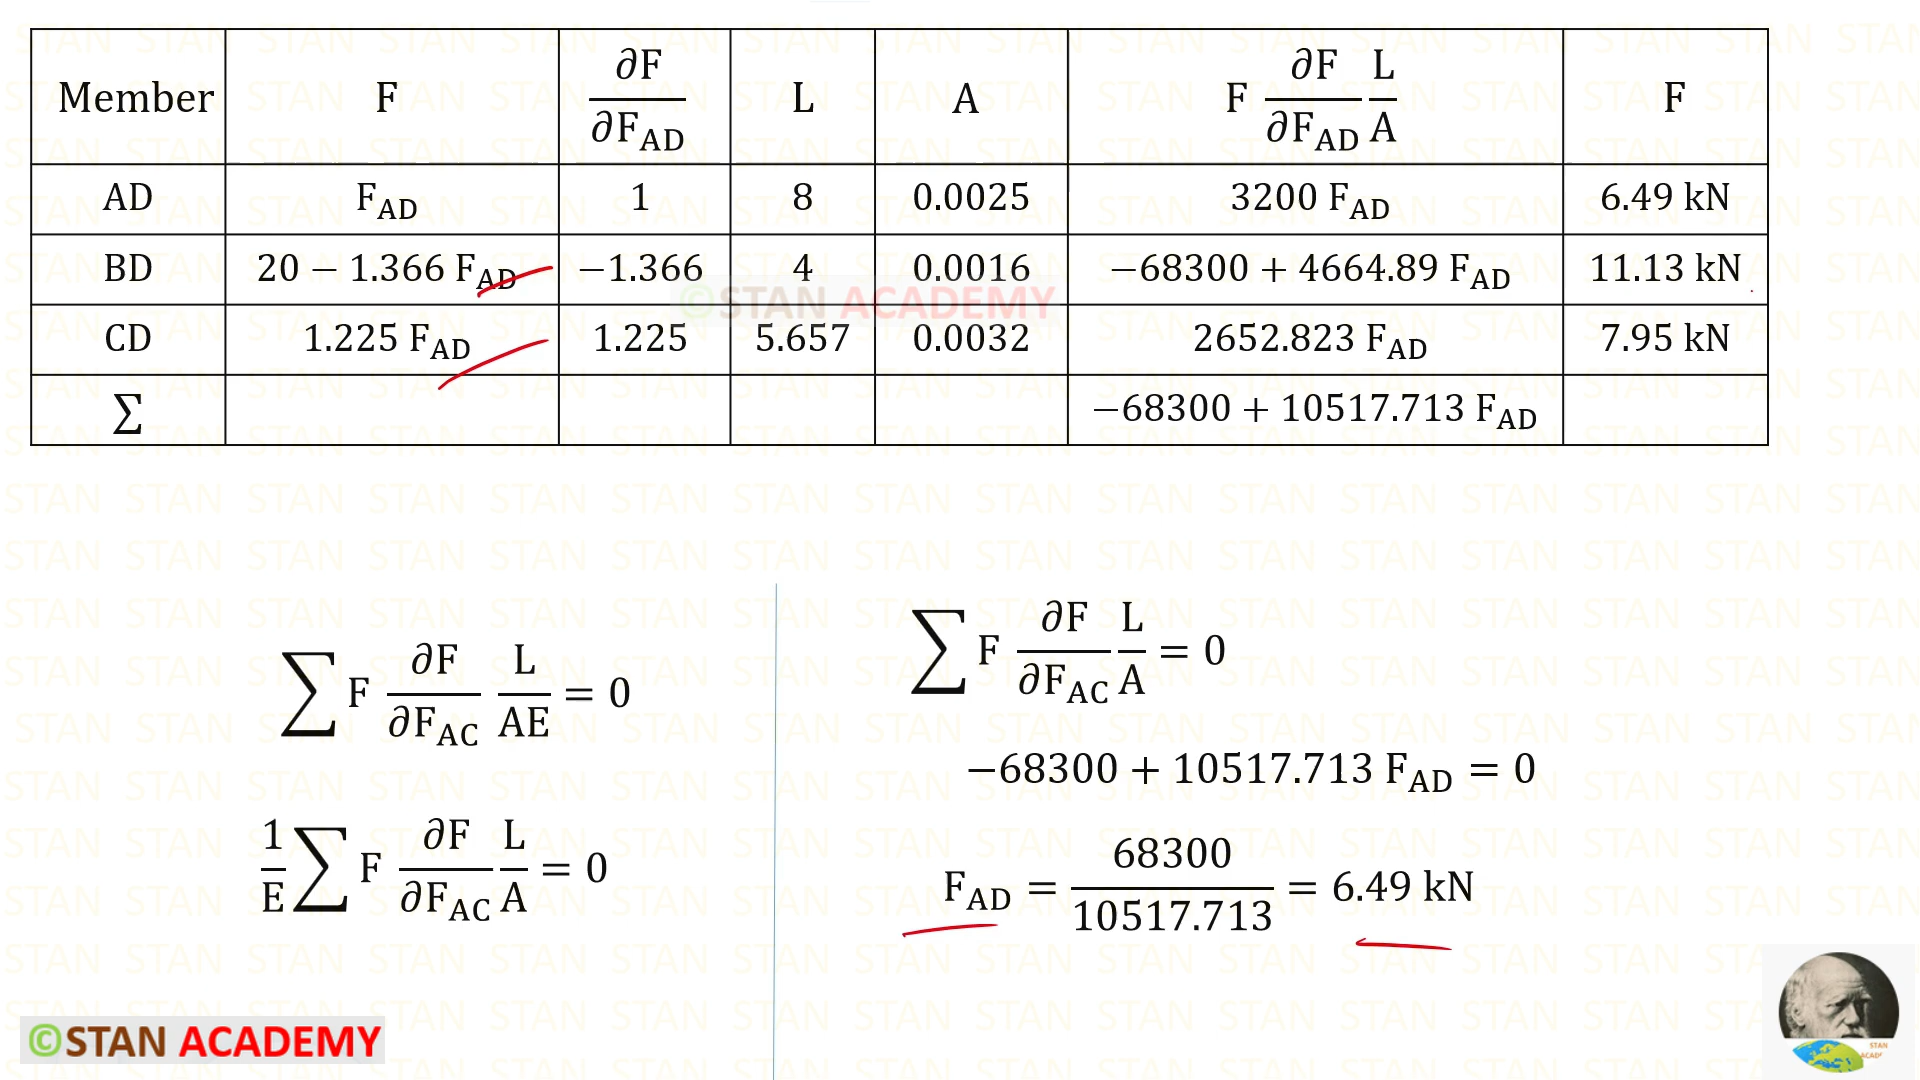 Member F ∂F/∂F_AD L A F ∂F/∂F_AD L/A F
AD F_AD 1 8 0.0025 3200 F_AD 6.49 kN
BD 20 − 1.366 F_AD −1.366 4 0.0016 −68300 + 4664.89 F_AD 11.13 kN
©STAN ACADEMY
CD 1.225 F_AD 1.225 5.657 0.0032 2652.823 F_AD 7.95 kN
∑ −68300 + 10517.713 F_AD
∑ F ∂F/∂F_AC L/AE = 0
1/E ∑ F ∂F/∂F_AC L/A = 0
∑ F ∂F/∂F_AC L/A = 0
−68300 + 10517.713 F_AD = 0
F_AD = 68300/10517.713 = 6.49 kN
©STAN ACADEMY
STAN